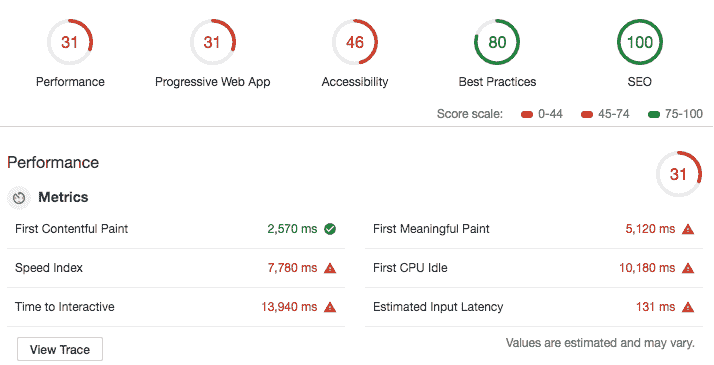 31 31 46 80 100
Performance Progressive Web App Accessibility Best Practices SEO
Score scale: 0-44 45-74 75-100
Performance 31
Metrics
First Contentful Paint 2,570 ms First Meaningful Paint 5,120 ms
Speed Index 7,780 ms First CPU Idle 10,180 ms
Time to Interactive 13,940 ms Estimated Input Latency 131 ms
View Trace Values are estimated and may vary.